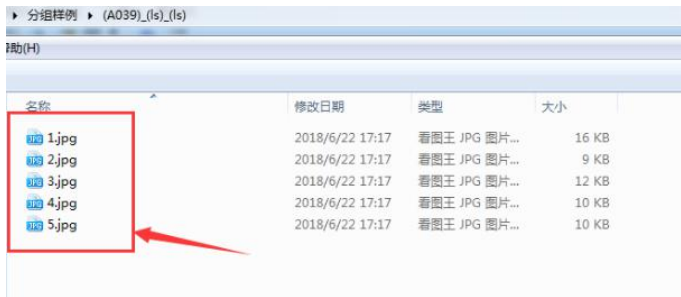 分组样例 (A039)_(ls)_(ls)
帮助(H)
名称 修改日期 类型 大小
1.jpg 2018/6/22 17:17 看图王 JPG 图片... 16 KB
2.jpg 2018/6/22 17:17 看图王 JPG 图片... 9 KB
3.jpg 2018/6/22 17:17 看图王 JPG 图片... 12 KB
4.jpg 2018/6/22 17:17 看图王 JPG 图片... 10 KB
5.jpg 2018/6/22 17:17 看图王 JPG 图片... 10 KB